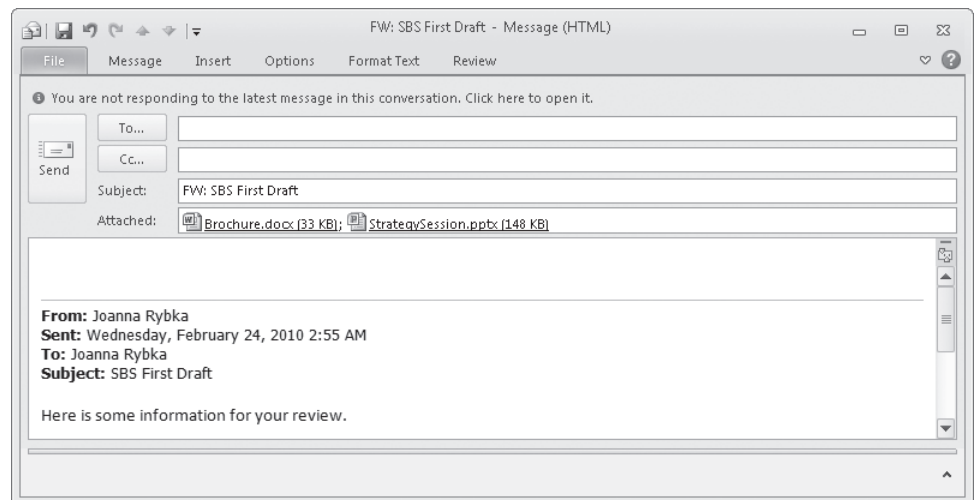 FW: SBS First Draft - Message (HTML)
File Message Insert Options Format Text Review
You are not responding to the latest message in this conversation. Click here to open it.
To...
Cc...
Send
Subject: FW: SBS First Draft
Attached: Brochure.docx (33 KB); StrategySession.pptx (148 KB)
From: Joanna Rybka
Sent: Wednesday, February 24, 2010 2:55 AM
To: Joanna Rybka
Subject: SBS First Draft
Here is some information for your review.